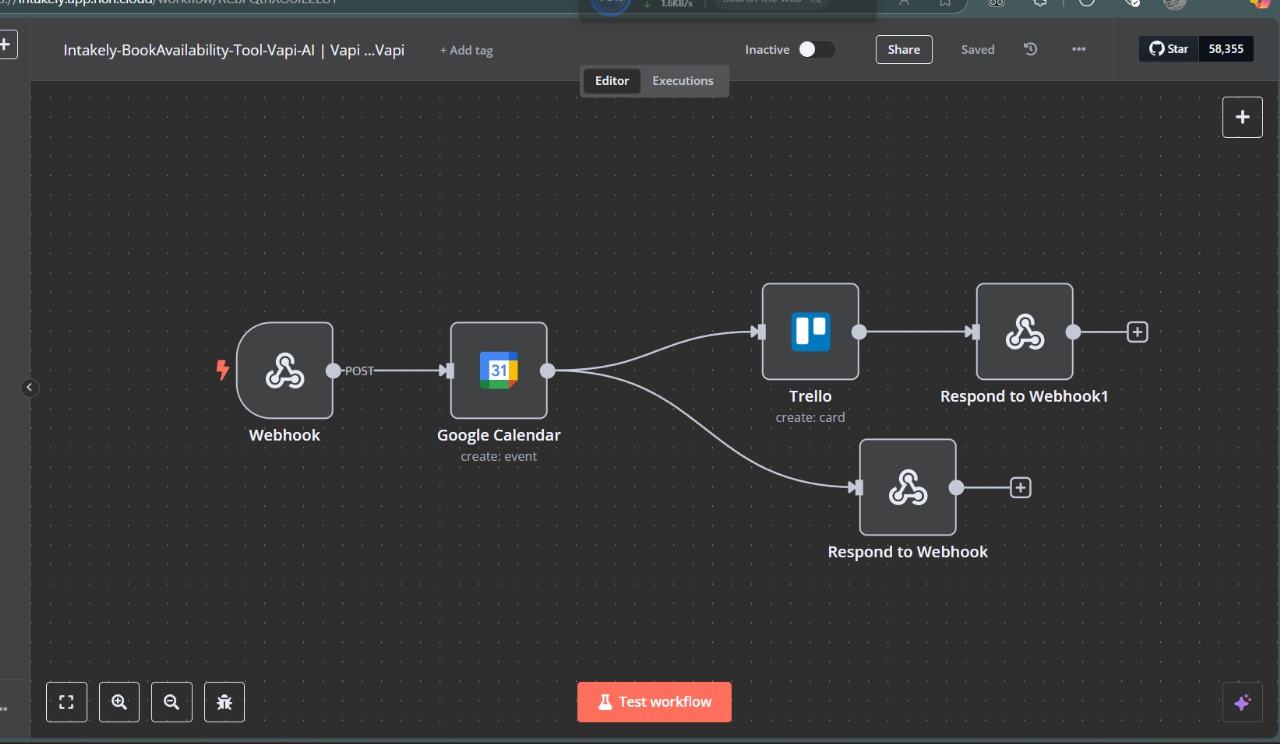 Intakely-BookAvailability-Tool-Vapi-AI | Vapi ...Vapi
+ Add tag
Inactive
Share
Saved
Star
58,355
Editor
Executions
POST
31
Webhook
Google Calendar
create: event
Trello
create: card
Respond to Webhook1
Respond to Webhook
Test workflow